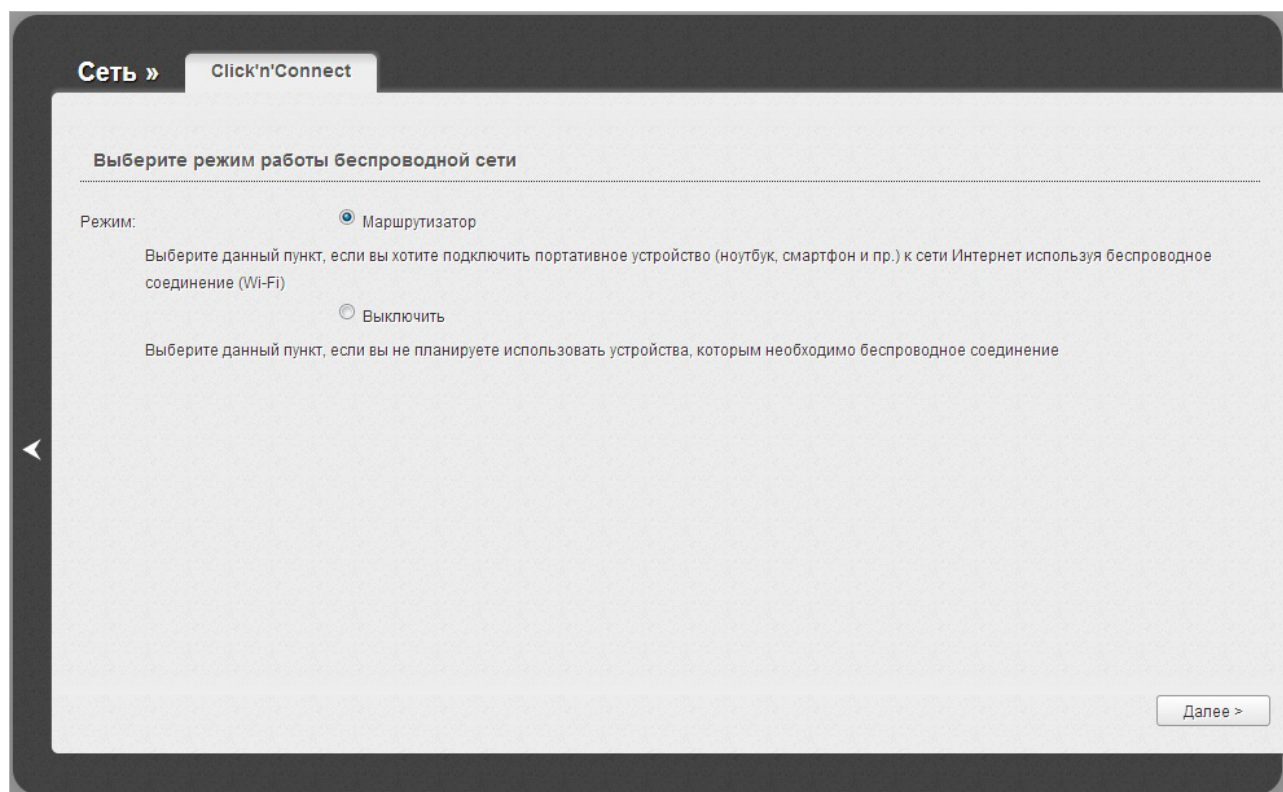 Сеть »
Click'n'Connect
Выберите режим работы беспроводной сети
Режим:
Маршрутизатор
Выберите данный пункт, если вы хотите подключить портативное устройство (ноутбук, смартфон и пр.) к сети Интернет используя беспроводное
соединение (Wi-Fi)
Выключить
Выберите данный пункт, если вы не планируете использовать устройства, которым необходимо беспроводное соединение
Далее >